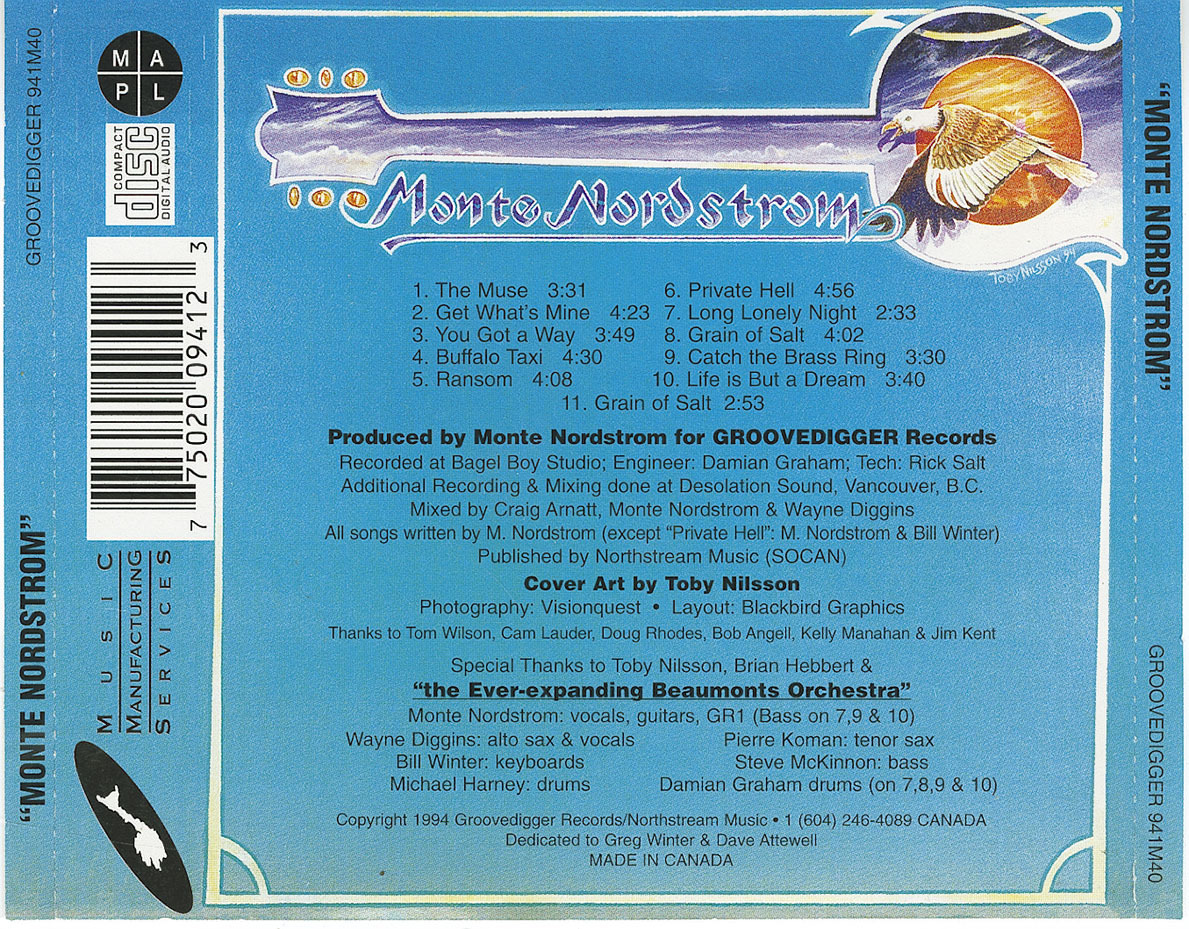 "MONTE NORDSTROM"
GROOVEDIGGER 941M40
M A
P L
COMPACT
disc
DIGITAL AUDIO
7 75020 09412 3
MUSIC
MANUFACTURING
SERVICES
Monte Nordstrom
TOBY NILSSON 94
1. The Muse 3:31
2. Get What's Mine 4:23
3. You Got a Way 3:49
4. Buffalo Taxi 4:30
5. Ransom 4:08
6. Private Hell 4:56
7. Long Lonely Night 2:33
8. Grain of Salt 4:02
9. Catch the Brass Ring 3:30
10. Life is But a Dream 3:40
11. Grain of Salt 2:53
Produced by Monte Nordstrom for GROOVEDIGGER Records
Recorded at Bagel Boy Studio; Engineer: Damian Graham; Tech: Rick Salt
Additional Recording & Mixing done at Desolation Sound, Vancouver, B.C.
Mixed by Craig Arnatt, Monte Nordstrom & Wayne Diggins
All songs written by M. Nordstrom (except "Private Hell": M. Nordstrom & Bill Winter)
Published by Northstream Music (SOCAN)
Cover Art by Toby Nilsson
Photography: Visionquest • Layout: Blackbird Graphics
Thanks to Tom Wilson, Cam Lauder, Doug Rhodes, Bob Angell, Kelly Manahan & Jim Kent
Special Thanks to Toby Nilsson, Brian Hebbert &
"the Ever-expanding Beaumonts Orchestra"
Monte Nordstrom: vocals, guitars, GR1 (Bass on 7,9 & 10)
Wayne Diggins: alto sax & vocals
Pierre Koman: tenor sax
Bill Winter: keyboards
Steve McKinnon: bass
Michael Harney: drums
Damian Graham drums (on 7,8,9 & 10)
Copyright 1994 Groovedigger Records/Northstream Music • 1 (604) 246-4089 CANADA
Dedicated to Greg Winter & Dave Attewell
MADE IN CANADA
"MONTE NORDSTROM"
GROOVEDIGGER 941M40